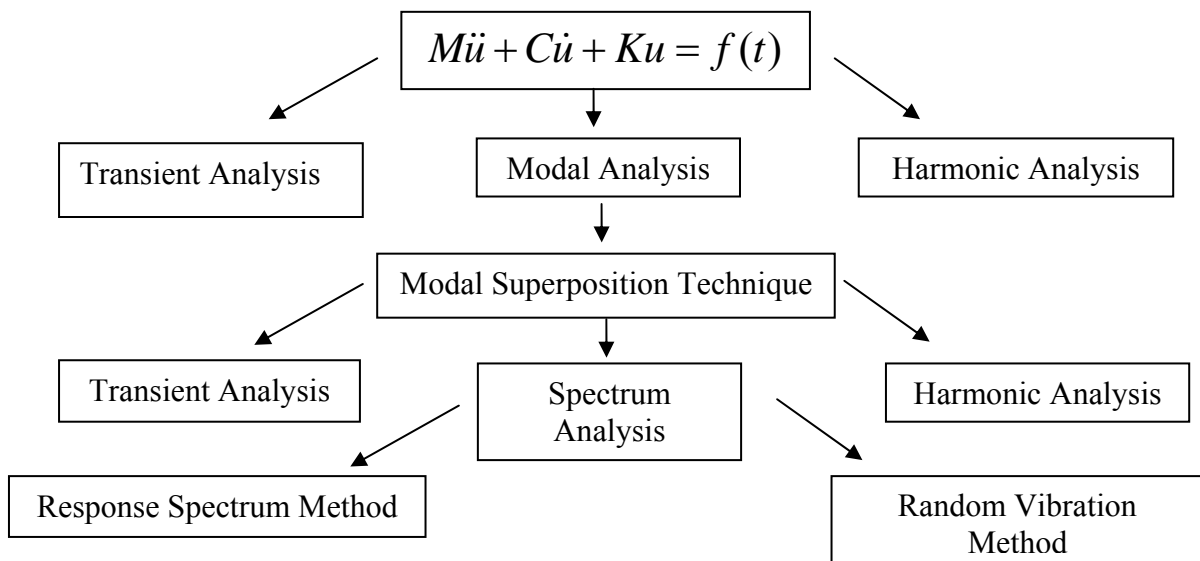 Mü + Cu̇ + Ku = f(t)
Transient Analysis
Modal Analysis
Harmonic Analysis
Modal Superposition Technique
Transient Analysis
Spectrum
Analysis
Harmonic Analysis
Response Spectrum Method
Random Vibration
Method